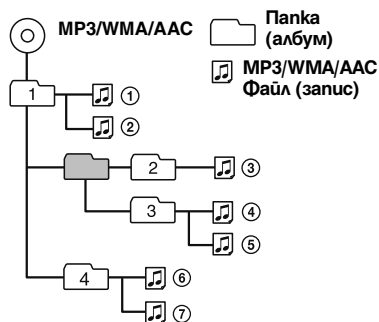 MP3/WMA/AAC
Папка
(албум)
MP3/WMA/AAC
Файл (запис)
1
①
②
2
③
3
④
⑤
4
⑥
⑦